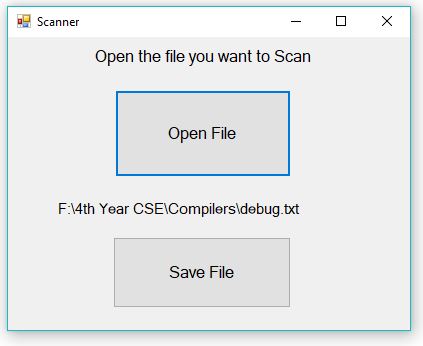 Scanner
Open the file you want to Scan
Open File
F:\4th Year CSE\Compilers\debug.txt
Save File